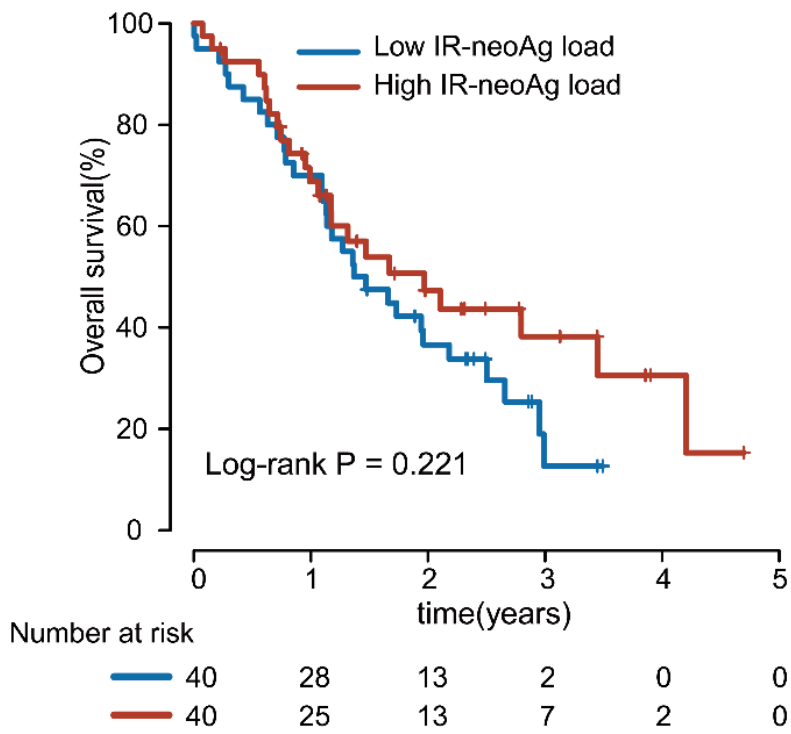 100
80
60
40
20
0
Overall survival(%)
Low IR-neoAg load
High IR-neoAg load
Log-rank P = 0.221
0 1 2 3 4 5
time(years)
Number at risk
40 28 13 2 0 0
40 25 13 7 2 0